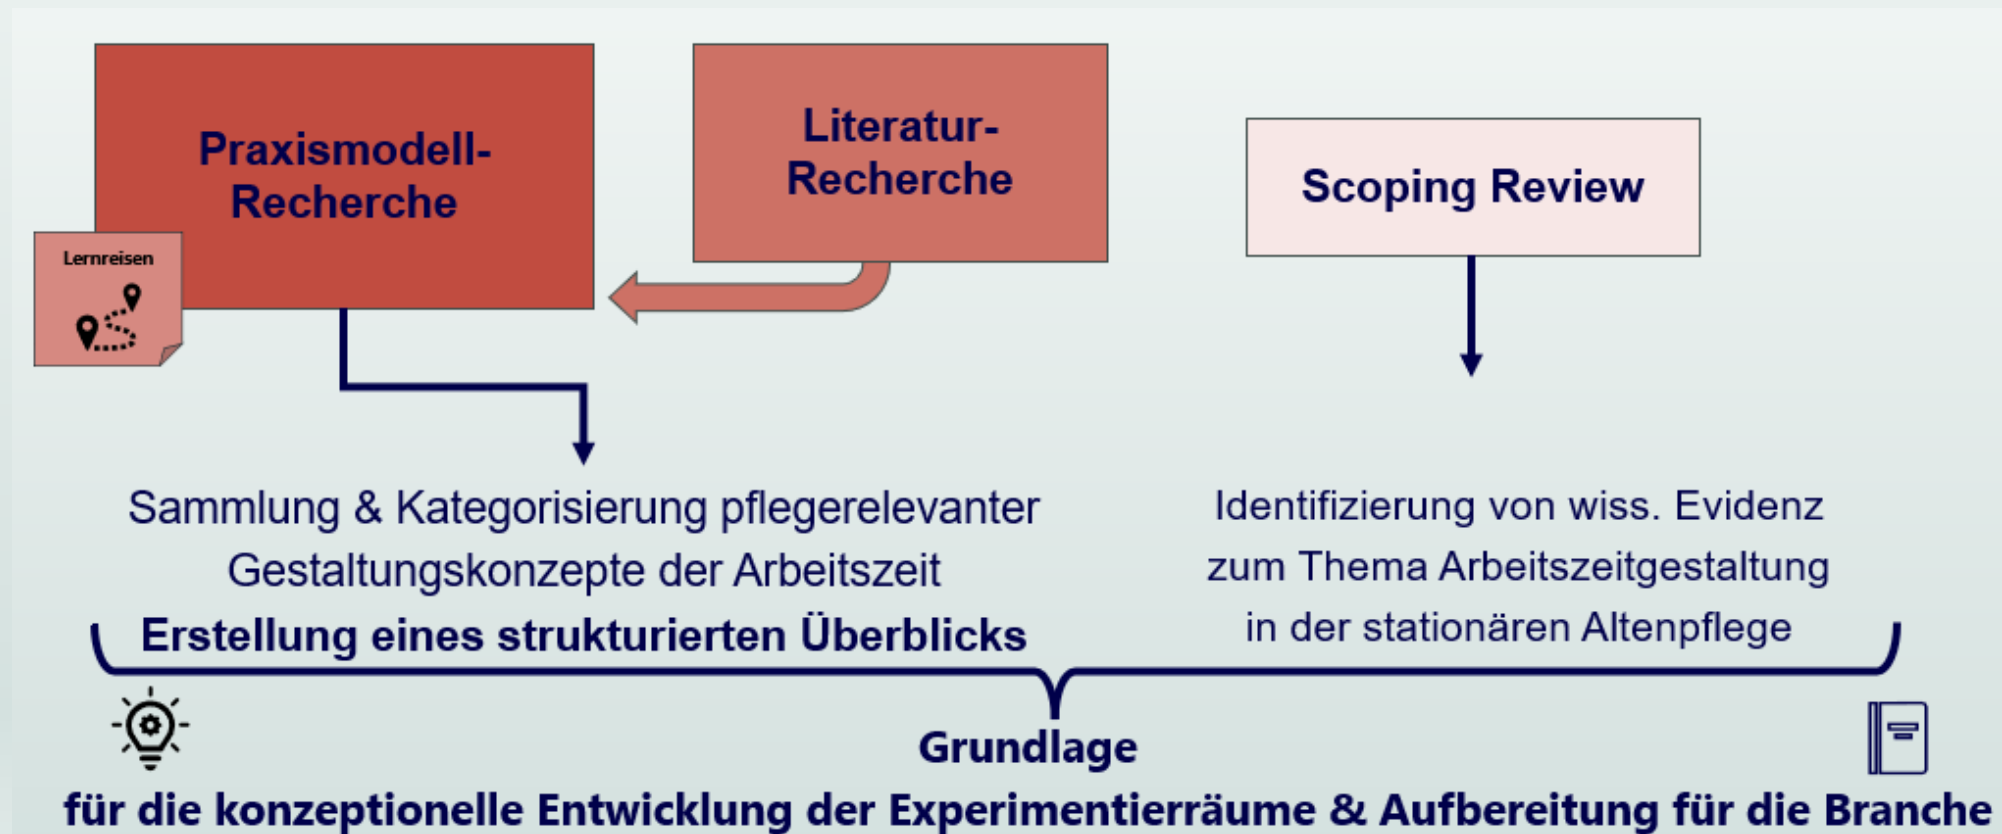 Praxismodell-
Recherche
Lernreisen
Literatur-
Recherche
Scoping Review
Sammlung & Kategorisierung pflegerelevanter
Gestaltungskonzepte der Arbeitszeit
Erstellung eines strukturierten Überblicks
Identifizierung von wiss. Evidenz
zum Thema Arbeitszeitgestaltung
in der stationären Altenpflege
Grundlage
für die konzeptionelle Entwicklung der Experimentierräume & Aufbereitung für die Branche